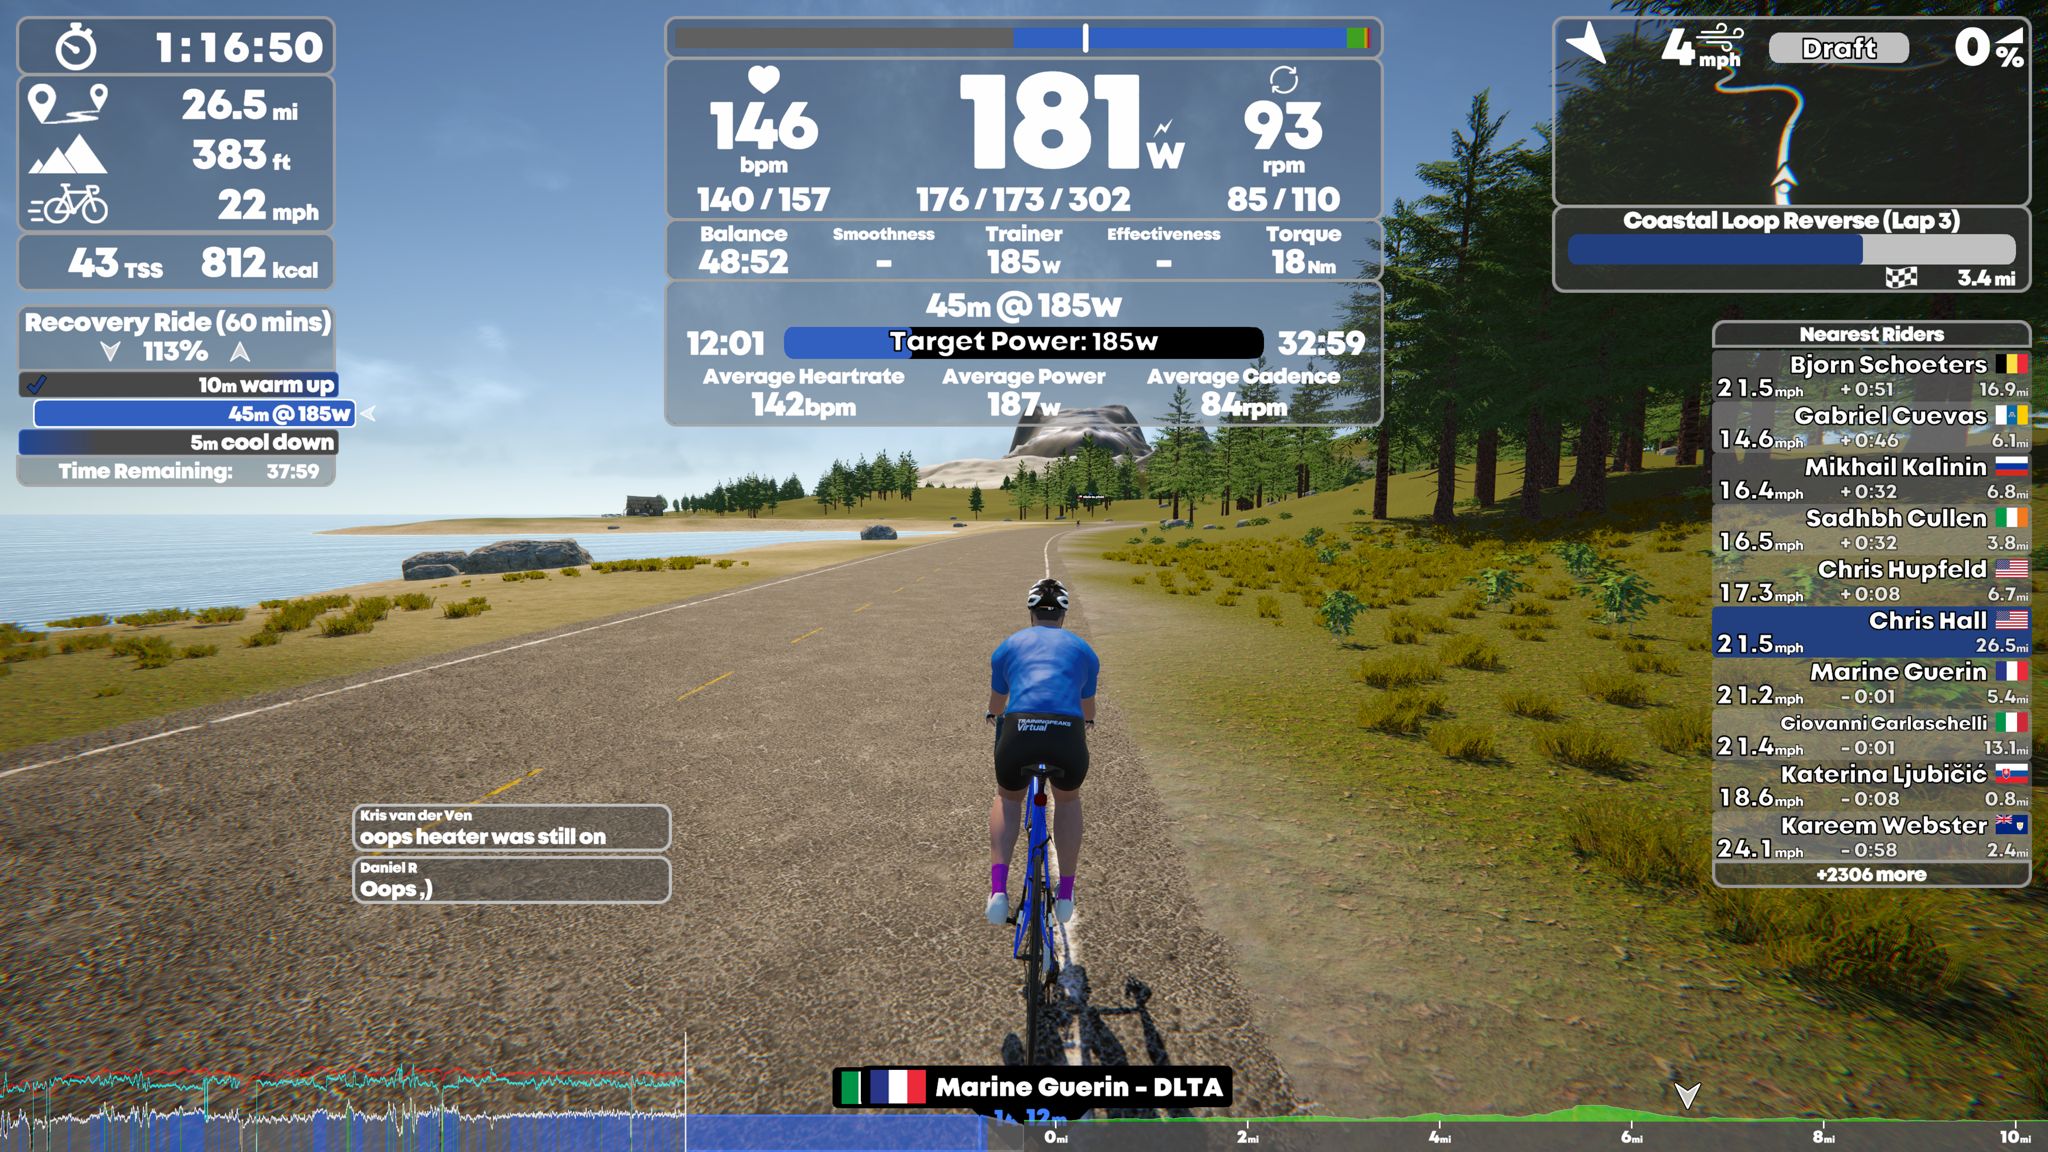 1:16:50
26.5 mi
383 ft
22 mph
43 TSS 812 kcal
Recovery Ride (60 mins)
113%
10m warm up
45m @ 185W
5m cool down
Time Remaining: 37:59
146 bpm
140 / 157
181 W
176 / 173 / 302
93 rpm
85 / 110
Balance Smoothness Trainer Effectiveness Torque
48:52 - 185W - 18Nm
45m @ 185W
12:01 Target Power: 185W 32:59
Average Heartrate Average Power Average Cadence
142bpm 187W 84rpm
4 mph Draft 0 %
Coastal Loop Reverse (Lap 3)
3.4 mi
Nearest Riders
Bjorn Schoeters
21.5mph +0:51 16.9mi
Gabriel Cuevas
14.6mph +0:46 6.1mi
Mikhail Kalinin
16.4mph +0:32 6.8mi
Sadhbh Cullen
16.5mph +0:32 3.8mi
Chris Hupfeld
17.3mph +0:08 6.7mi
Chris Hall
21.5mph 26.5mi
Marine Guerin
21.2mph -0:01 5.4mi
Giovanni Garlaschelli
21.4mph -0:01 13.1mi
Katerina Ljubičić
18.6mph -0:08 0.8mi
Kareem Webster
24.1mph -0:58 2.4mi
+2306 more
TRAININGPEAKS
Virtual
Kris van der Ven
oops heater was still on
Daniel R
Oops ,)
Marine Guerin - DLTA
0mi 2mi 4mi 6mi 8mi 10mi